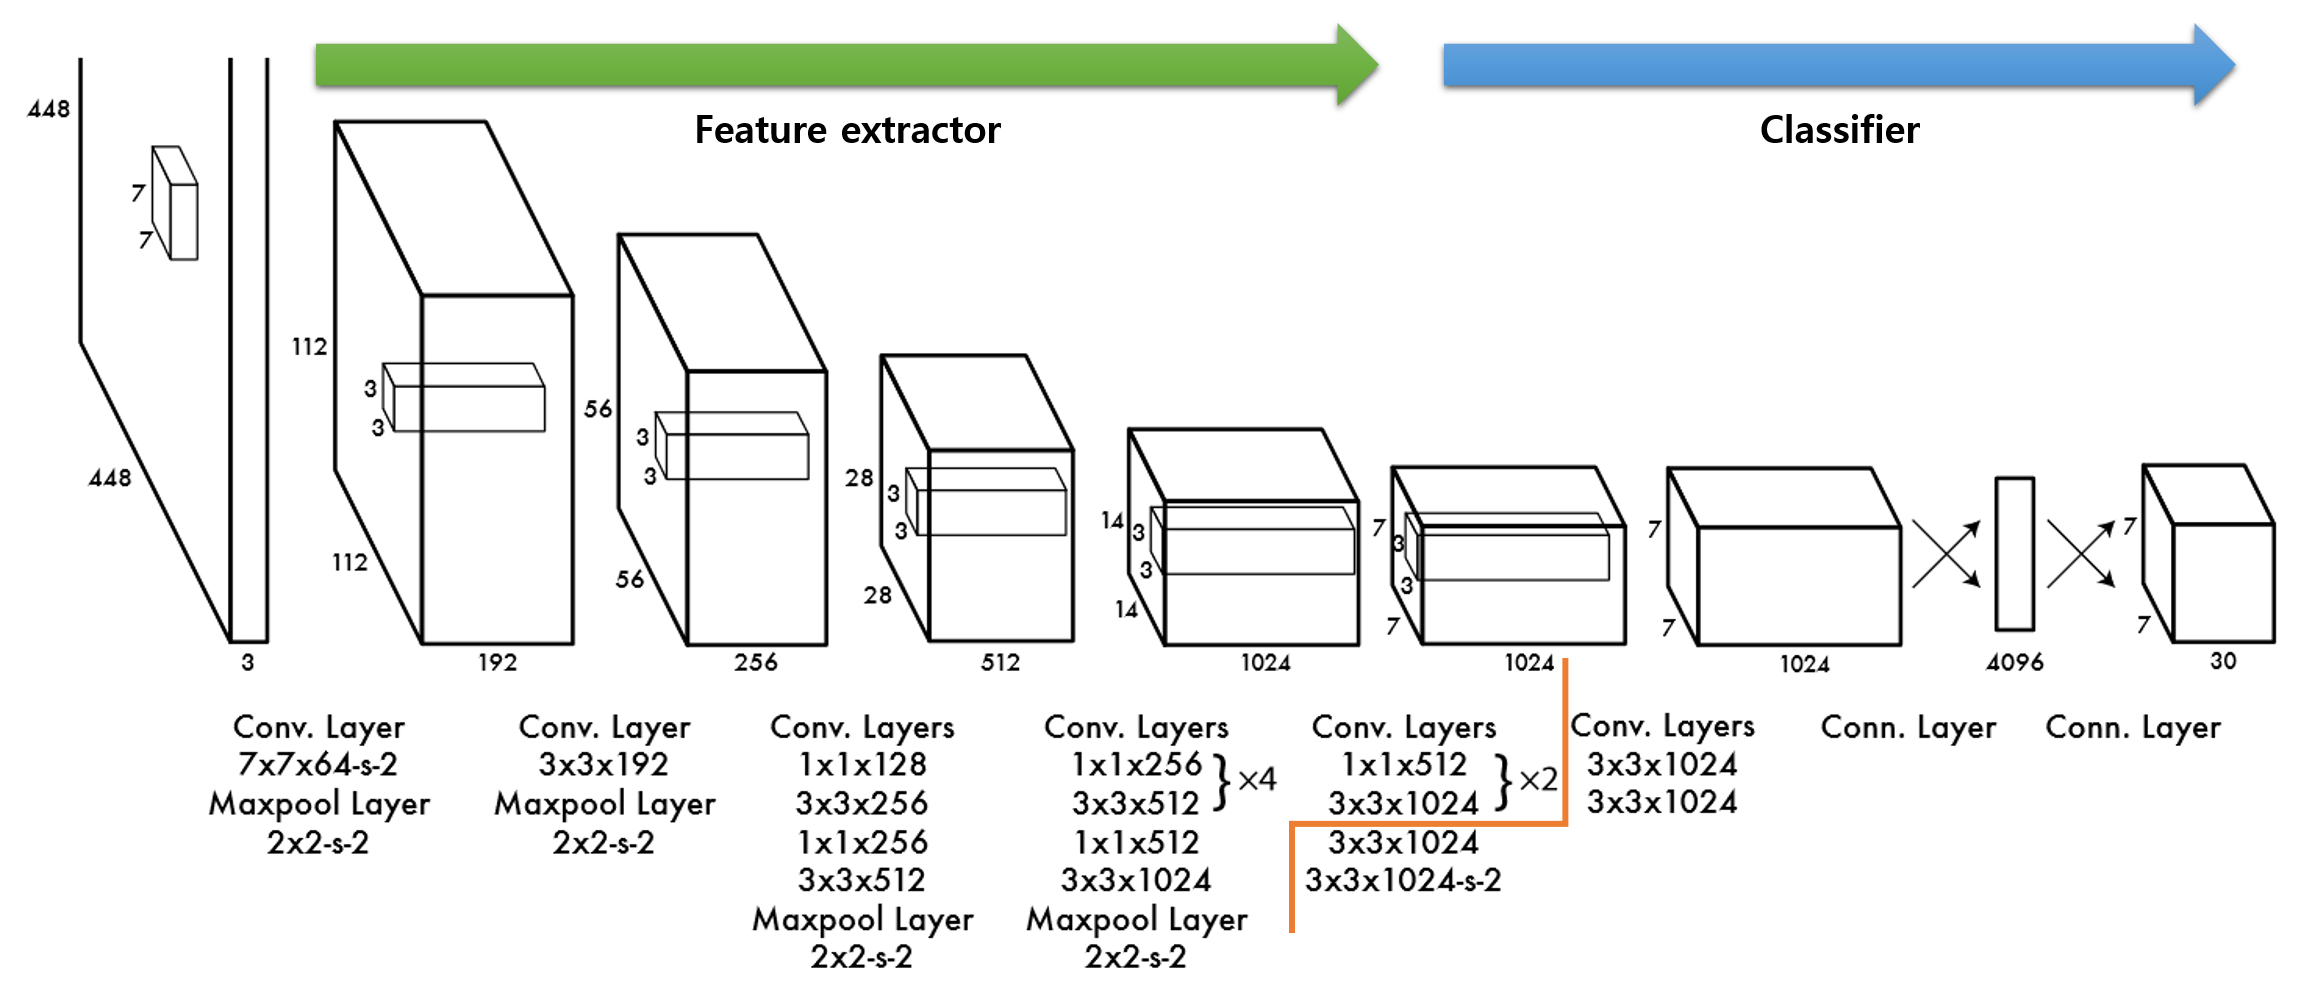 Feature extractor
Classifier
448
448
7
7
3
112
112
3
3
192
56
56
3
3
256
28
28
3
3
512
14
14
3
3
1024
7
7
3
3
1024
7
7
1024
4096
7
7
30
Conv. Layer
7x7x64-s-2
Maxpool Layer
2x2-s-2
Conv. Layer
3x3x192
Maxpool Layer
2x2-s-2
Conv. Layers
1x1x128
3x3x256
1x1x256
3x3x512
Maxpool Layer
2x2-s-2
Conv. Layers
1x1x256
3x3x512
}×4
1x1x512
3x3x1024
Maxpool Layer
2x2-s-2
Conv. Layers
1x1x512
3x3x1024
}×2
3x3x1024
3x3x1024-s-2
Conv. Layers
3x3x1024
3x3x1024
Conn. Layer
Conn. Layer